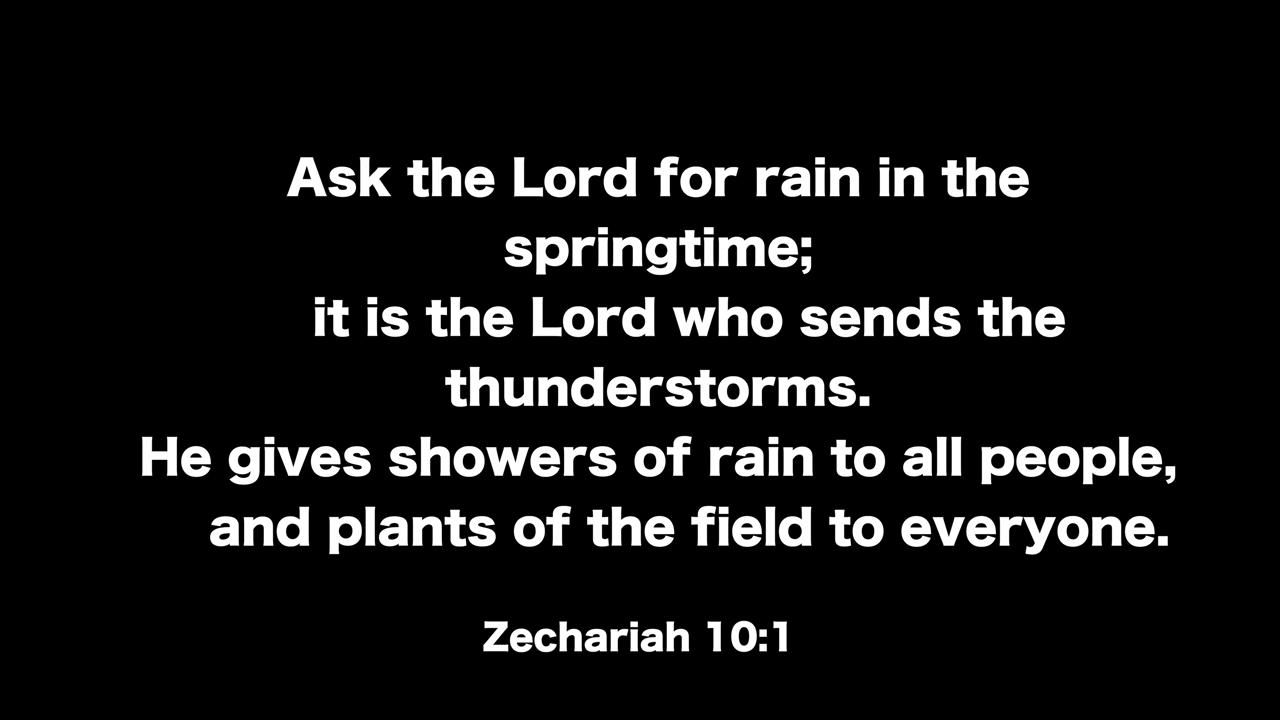 Ask the Lord for rain in the
springtime;
it is the Lord who sends the
thunderstorms.
He gives showers of rain to all people,
and plants of the field to everyone.
Zechariah 10:1